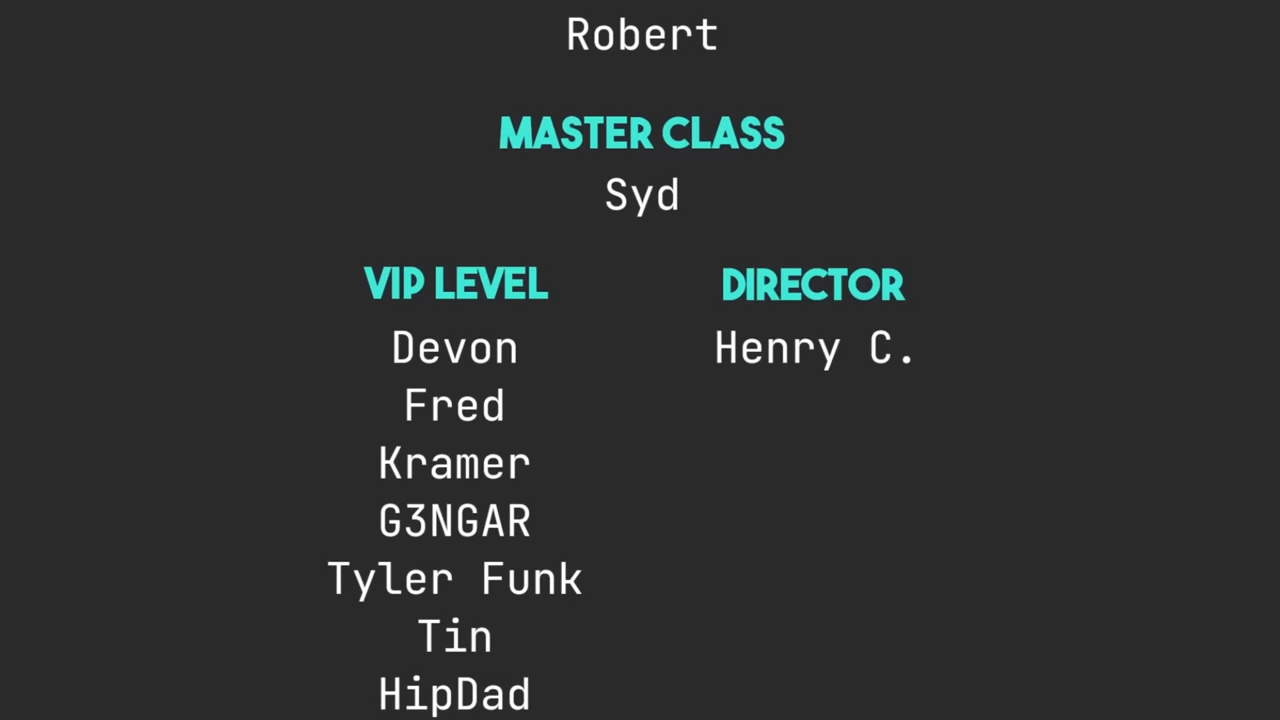 Robert
MASTER CLASS
Syd
VIP LEVEL
Devon
Fred
Kramer
G3NGAR
Tyler Funk
Tin
HipDad
DIRECTOR
Henry C.